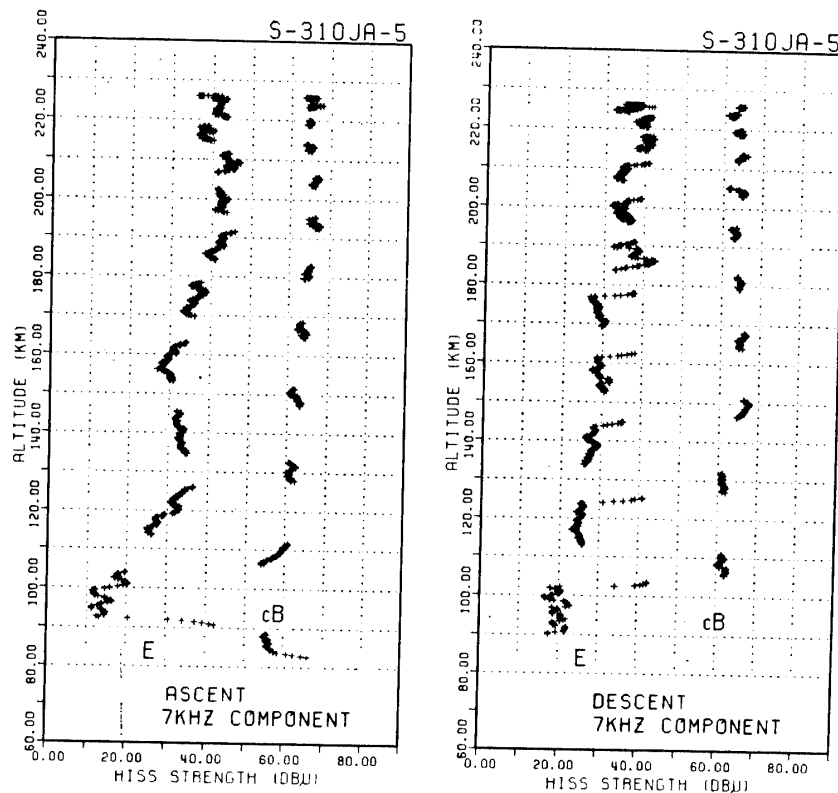 S-310JA-5
240.00
220.00
200.00
180.00
160.00
140.00
120.00
100.00
80.00
60.00
ALTITUDE (KM)
cB
E
ASCENT
7KHZ COMPONENT
0.00 20.00 40.00 60.00 80.00
HISS STRENGTH (DBµ)
S-310JA-5
240.00
220.00
200.00
180.00
160.00
140.00
120.00
100.00
80.00
60.00
ALTITUDE (KM)
cB
E
DESCENT
7KHZ COMPONENT
0.00 20.00 40.00 60.00 80.00
HISS STRENGTH (DBµ)